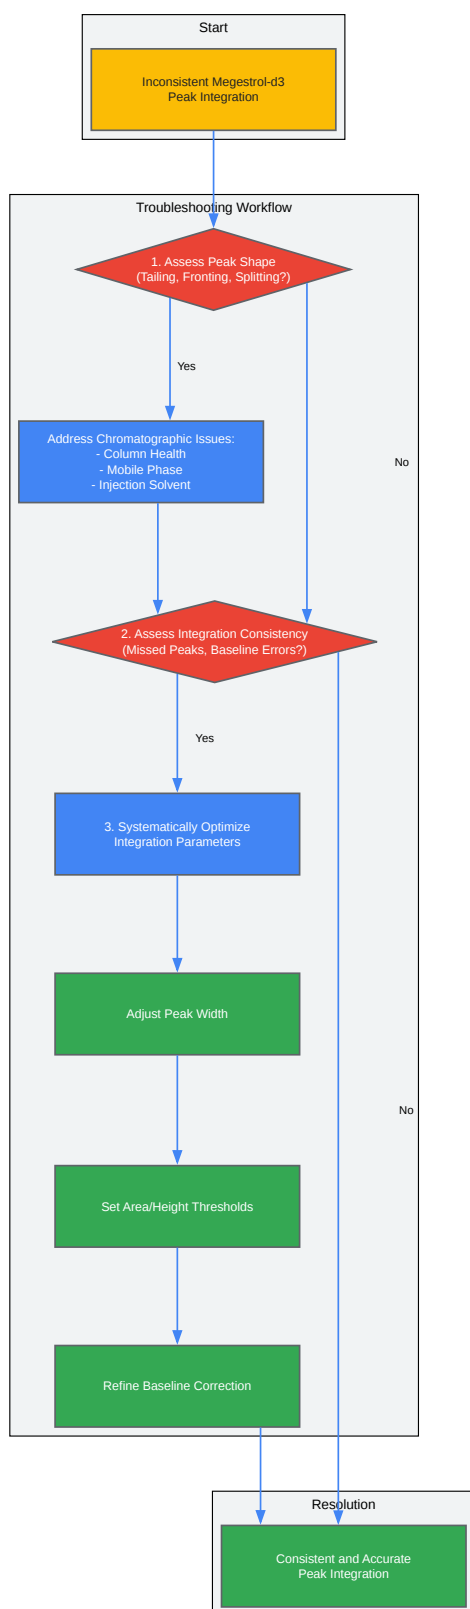 Start
Inconsistent Megestrol-d3
Peak Integration
Troubleshooting Workflow
1. Assess Peak Shape
(Tailing, Fronting, Splitting?)
Yes
Address Chromatographic Issues:
- Column Health
- Mobile Phase
- Injection Solvent
No
2. Assess Integration Consistency
(Missed Peaks, Baseline Errors?)
Yes
3. Systematically Optimize
Integration Parameters
Adjust Peak Width
No
Set Area/Height Thresholds
Refine Baseline Correction
Resolution
Consistent and Accurate
Peak Integration